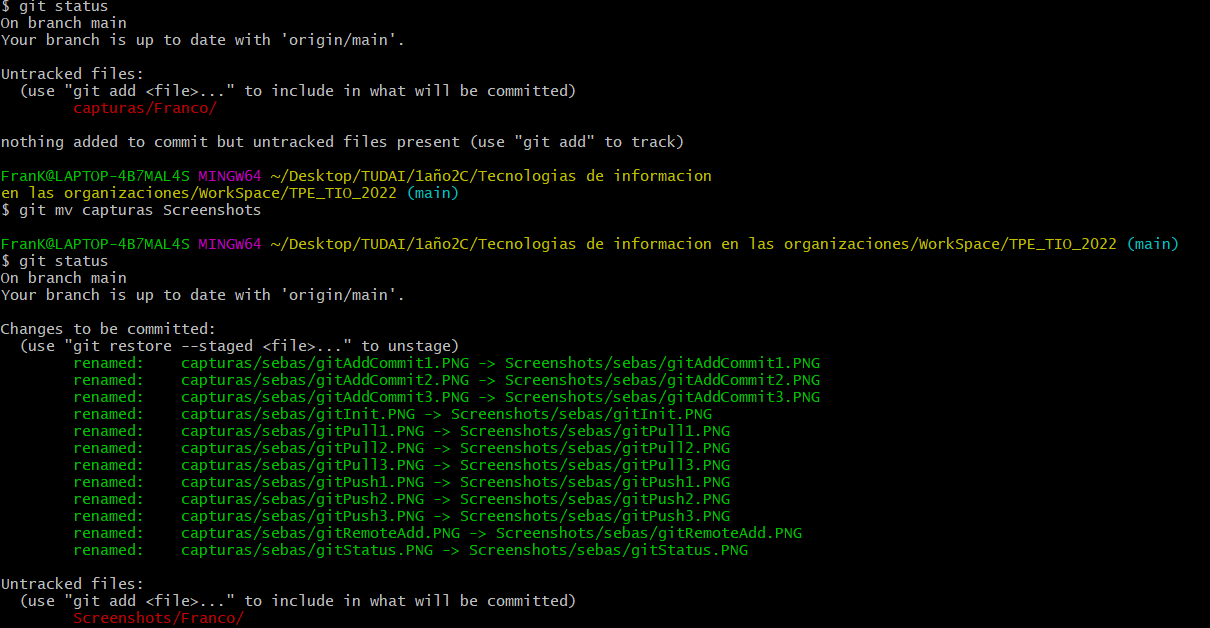 $ git status
On branch main
Your branch is up to date with 'origin/main'.
Untracked files:
  (use "git add <file>..." to include in what will be committed)
        capturas/Franco/
nothing added to commit but untracked files present (use "git add" to track)
FranK@LAPTOP-4B7MAL4S MINGW64 ~/Desktop/TUDAI/1año2C/Tecnologias de informacion
en las organizaciones/WorkSpace/TPE_TIO_2022 (main)
$ git mv capturas Screenshots
FranK@LAPTOP-4B7MAL4S MINGW64 ~/Desktop/TUDAI/1año2C/Tecnologias de informacion en las organizaciones/WorkSpace/TPE_TIO_2022 (main)
$ git status
On branch main
Your branch is up to date with 'origin/main'.
Changes to be committed:
  (use "git restore --staged <file>..." to unstage)
        renamed:    capturas/sebas/gitAddCommit1.PNG -> Screenshots/sebas/gitAddCommit1.PNG
        renamed:    capturas/sebas/gitAddCommit2.PNG -> Screenshots/sebas/gitAddCommit2.PNG
        renamed:    capturas/sebas/gitAddCommit3.PNG -> Screenshots/sebas/gitAddCommit3.PNG
        renamed:    capturas/sebas/gitInit.PNG -> Screenshots/sebas/gitInit.PNG
        renamed:    capturas/sebas/gitPull1.PNG -> Screenshots/sebas/gitPull1.PNG
        renamed:    capturas/sebas/gitPull2.PNG -> Screenshots/sebas/gitPull2.PNG
        renamed:    capturas/sebas/gitPull3.PNG -> Screenshots/sebas/gitPull3.PNG
        renamed:    capturas/sebas/gitPush1.PNG -> Screenshots/sebas/gitPush1.PNG
        renamed:    capturas/sebas/gitPush2.PNG -> Screenshots/sebas/gitPush2.PNG
        renamed:    capturas/sebas/gitPush3.PNG -> Screenshots/sebas/gitPush3.PNG
        renamed:    capturas/sebas/gitRemoteAdd.PNG -> Screenshots/sebas/gitRemoteAdd.PNG
        renamed:    capturas/sebas/gitStatus.PNG -> Screenshots/sebas/gitStatus.PNG
Untracked files:
  (use "git add <file>..." to include in what will be committed)
        Screenshots/Franco/